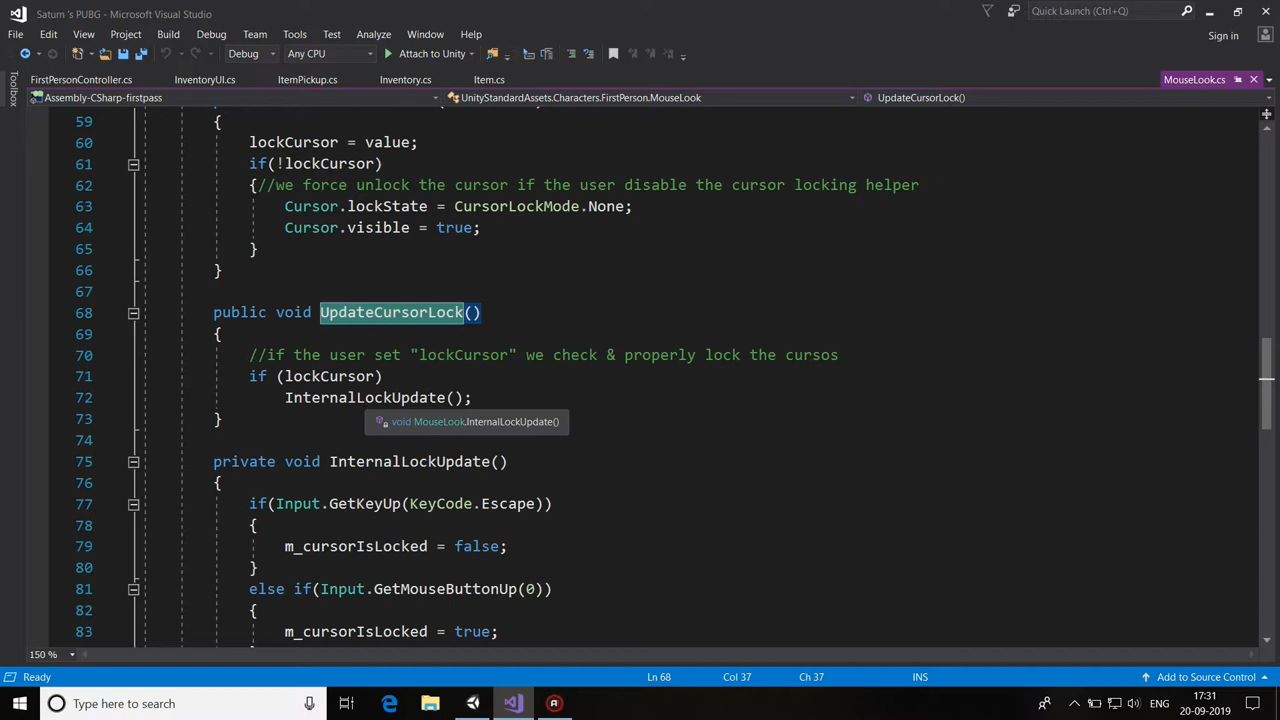 Saturn 's PUBG - Microsoft Visual Studio
Quick Launch (Ctrl+Q)
File Edit View Project Build Debug Team Tools Test Analyze Window Help
Sign in
Debug Any CPU Attach to Unity
Toolbox
FirstPersonController.cs InventoryUI.cs ItemPickup.cs Inventory.cs Item.cs MouseLook.cs
Assembly-CSharp-firstpass UnityStandardAssets.Characters.FirstPerson.MouseLook UpdateCursorLock()
59 {
60 lockCursor = value;
61 if(!lockCursor)
62 {//we force unlock the cursor if the user disable the cursor locking helper
63 Cursor.lockState = CursorLockMode.None;
64 Cursor.visible = true;
65 }
66 }
67
68 public void UpdateCursorLock()
69 {
70 //if the user set "lockCursor" we check & properly lock the cursos
71 if (lockCursor)
72 InternalLockUpdate();
void MouseLook.InternalLockUpdate()
73 }
74
75 private void InternalLockUpdate()
76 {
77 if(Input.GetKeyUp(KeyCode.Escape))
78 {
79 m_cursorIsLocked = false;
80 }
81 else if(Input.GetMouseButtonUp(0))
82 {
83 m_cursorIsLocked = true;
150 %
Ready Ln 68 Col 37 Ch 37 INS Add to Source Control
Type here to search
ENG
17:31
20-09-2019